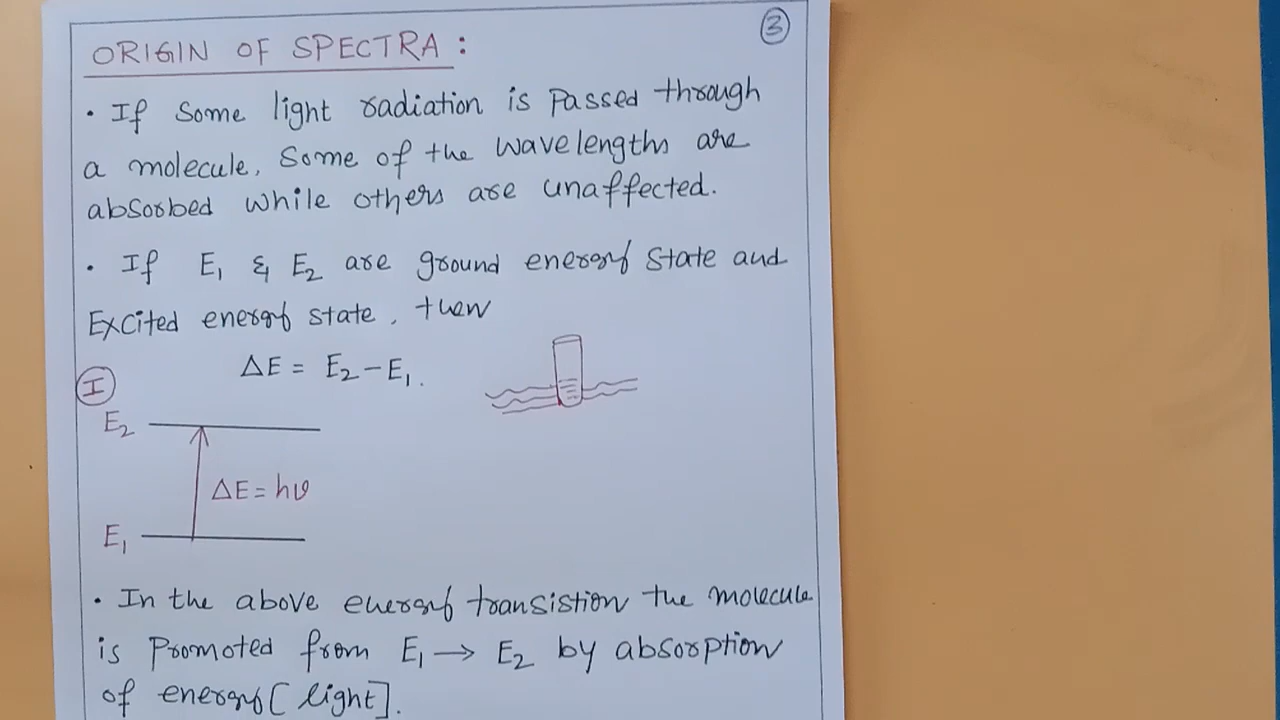 ③
ORIGIN OF SPECTRA :
• If Some light radiation is passed through
a molecule, Some of the wavelengths are
absorbed while others are unaffected.
• If E₁ & E₂ are ground energy state and
Excited energy state, then
ΔE = E₂ - E₁.
I
E₂
ΔE = hν
E₁
• In the above energy transistion the molecule
is Promoted from E₁ → E₂ by absorption
of energy [light].